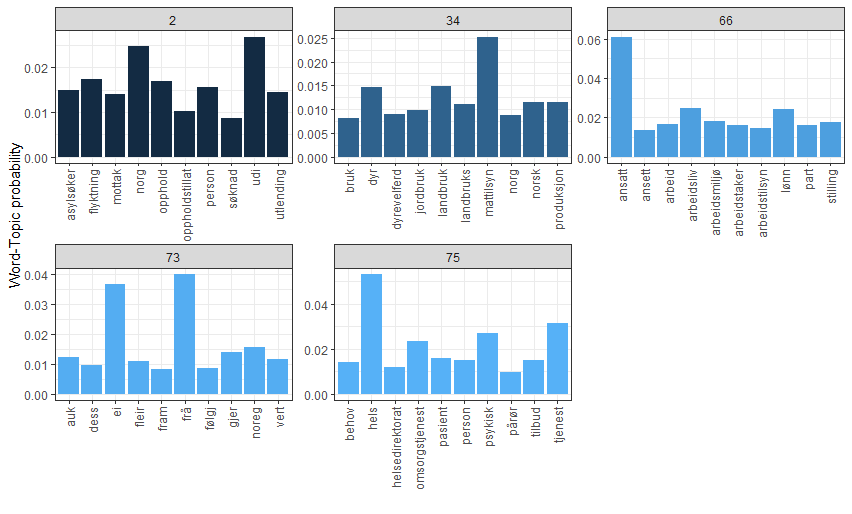 2
34
66
0.02
0.01
0.00
0.025
0.020
0.015
0.010
0.005
0.000
0.06
0.04
0.02
0.00
asylsøker
flyktning
mottak
norg
opphold
oppholdstillat
person
søknad
udi
utlending
bruk
dyr
dyrevelferd
jordbruk
landbruk
landbruks
mattilsyn
norg
norsk
produksjon
ansatt
ansett
arbeid
arbeidsliv
arbeidsmiljø
arbeidstaker
arbeidstilsyn
lønn
part
stilling
Word-Topic probability
73
75
0.04
0.03
0.02
0.01
0.00
0.04
0.02
0.00
auk
dess
ei
fleir
fram
frå
følgj
gjer
noreg
vert
behov
hels
helsedirektorat
omsorgstjenest
pasient
person
psykisk
pårør
tilbud
tjenest